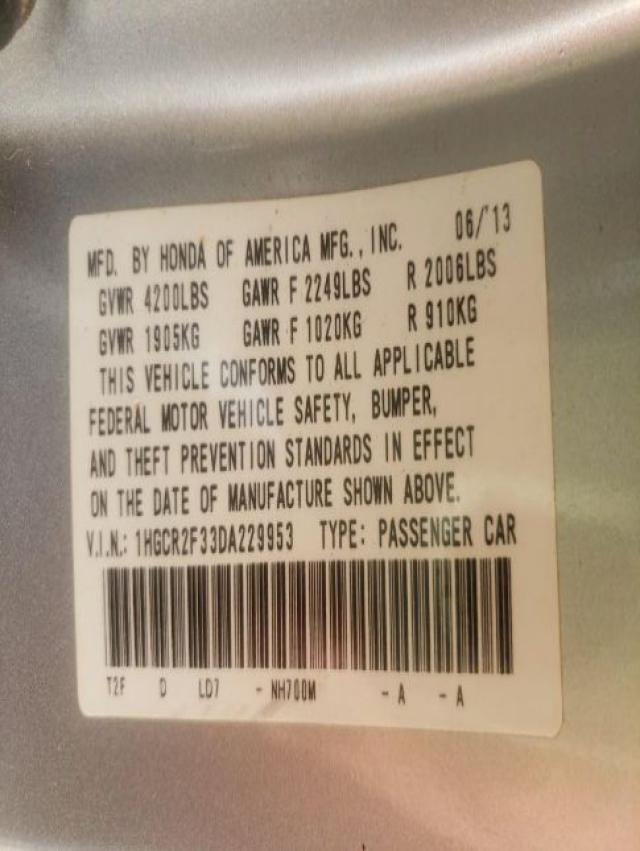 MFD. BY HONDA OF AMERICA MFG., INC. 06/'13
GVWR 4200LBS GAWR F 2249LBS R 2006LBS
GVWR 1905KG GAWR F 1020KG R 910KG
THIS VEHICLE CONFORMS TO ALL APPLICABLE
FEDERAL MOTOR VEHICLE SAFETY, BUMPER,
AND THEFT PREVENTION STANDARDS IN EFFECT
ON THE DATE OF MANUFACTURE SHOWN ABOVE.
V.I.N.: 1HGCR2F33DA229953 TYPE: PASSENGER CAR
T2F D LD7 - NH700M - A - A